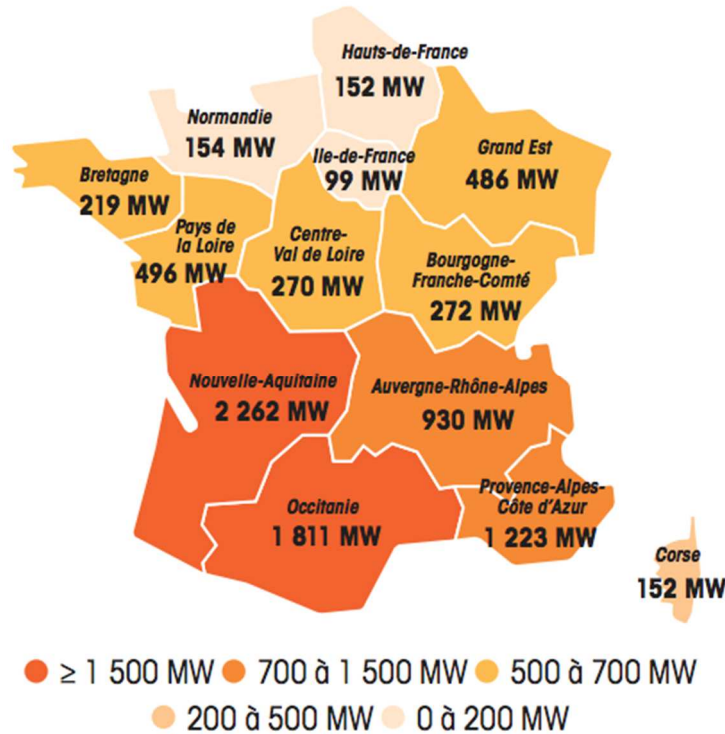 Hauts-de-France
152 MW
Normandie
154 MW
Ile-de-France
99 MW
Grand Est
486 MW
Bretagne
219 MW
Pays de
la Loire
496 MW
Centre-
Val de Loire
270 MW
Bourgogne-
Franche-Comté
272 MW
Nouvelle-Aquitaine
2 262 MW
Auvergne-Rhône-Alpes
930 MW
Occitanie
1 811 MW
Provence-Alpes-
Côte d'Azur
1 223 MW
Corse
152 MW
≥ 1 500 MW 700 à 1 500 MW 500 à 700 MW
200 à 500 MW 0 à 200 MW